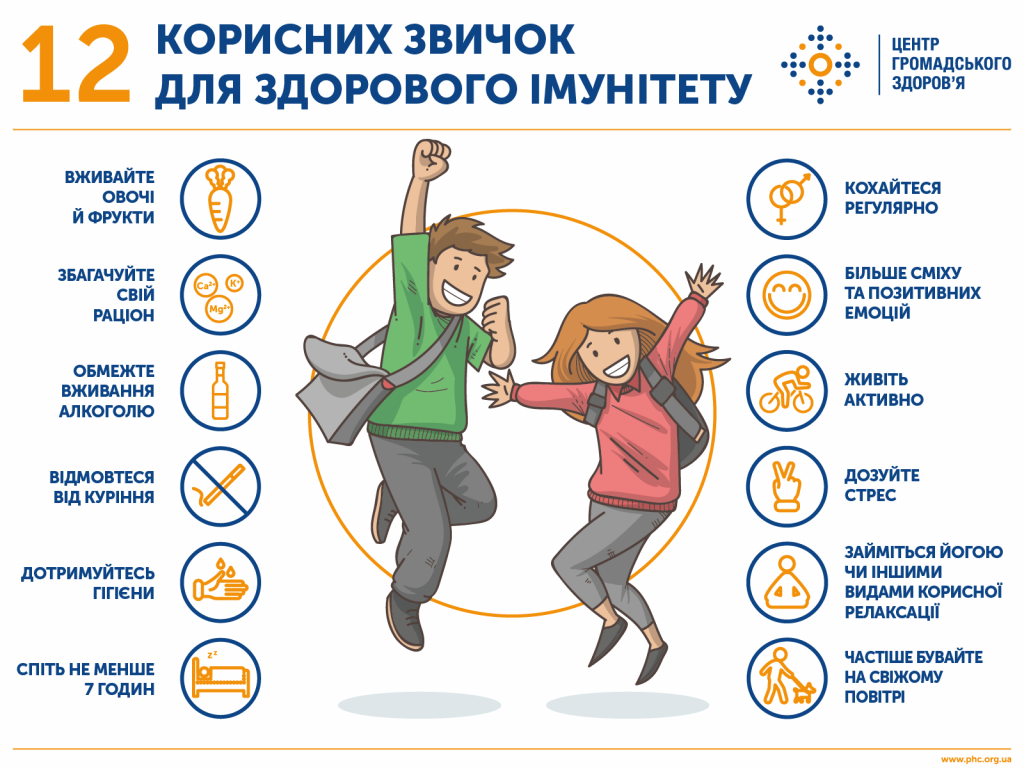 12
КОРИСНИХ ЗВИЧОК
ДЛЯ ЗДОРОВОГО ІМУНІТЕТУ
ЦЕНТР
ГРОМАДСЬКОГО
ЗДОРОВ'Я
ВЖИВАЙТЕ
ОВОЧІ
Й ФРУКТИ
ЗБАГАЧУЙТЕ
СВІЙ
РАЦІОН
Ca²⁺
K⁺
Mg²⁺
ОБМЕЖТЕ
ВЖИВАННЯ
АЛКОГОЛЮ
ВІДМОВТЕСЯ
ВІД КУРІННЯ
ДОТРИМУЙТЕСЬ
ГІГІЄНИ
СПІТЬ НЕ МЕНШЕ
7 ГОДИН
z z
КОХАЙТЕСЯ
РЕГУЛЯРНО
БІЛЬШЕ СМІХУ
ТА ПОЗИТИВНИХ
ЕМОЦІЙ
ЖИВІТЬ
АКТИВНО
ДОЗУЙТЕ
СТРЕС
ЗАЙМІТЬСЯ ЙОГОЮ
ЧИ ІНШИМИ
ВИДАМИ КОРИСНОЇ
РЕЛАКСАЦІЇ
ЧАСТІШЕ БУВАЙТЕ
НА СВІЖОМУ
ПОВІТРІ
www.phc.org.ua